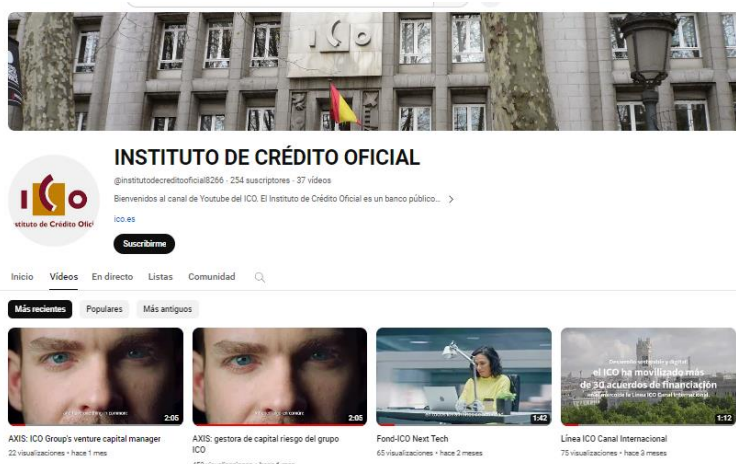 ICO
INSTITUTO DE CRÉDITO OFICIAL
@institutodecreditooficial8266 · 254 suscriptores · 37 vídeos
Bienvenidos al canal de Youtube del ICO. El Instituto de Crédito Oficial es un banco público...
ico.es
ICO
stituto de Crédito Ofici
Suscribirme
Inicio Vídeos En directo Listas Comunidad
Más recientes Populares Más antiguos
2:05
2:05
1:42
el ICO ha movilizado más
de 30 acuerdos de financiación
1:12
AXIS: ICO Group's venture capital manager
22 visualizaciones • hace 1 mes
AXIS: gestora de capital riesgo del grupo
ICO
Fond-ICO Next Tech
65 visualizaciones • hace 2 meses
Línea ICO Canal Internacional
75 visualizaciones • hace 3 meses